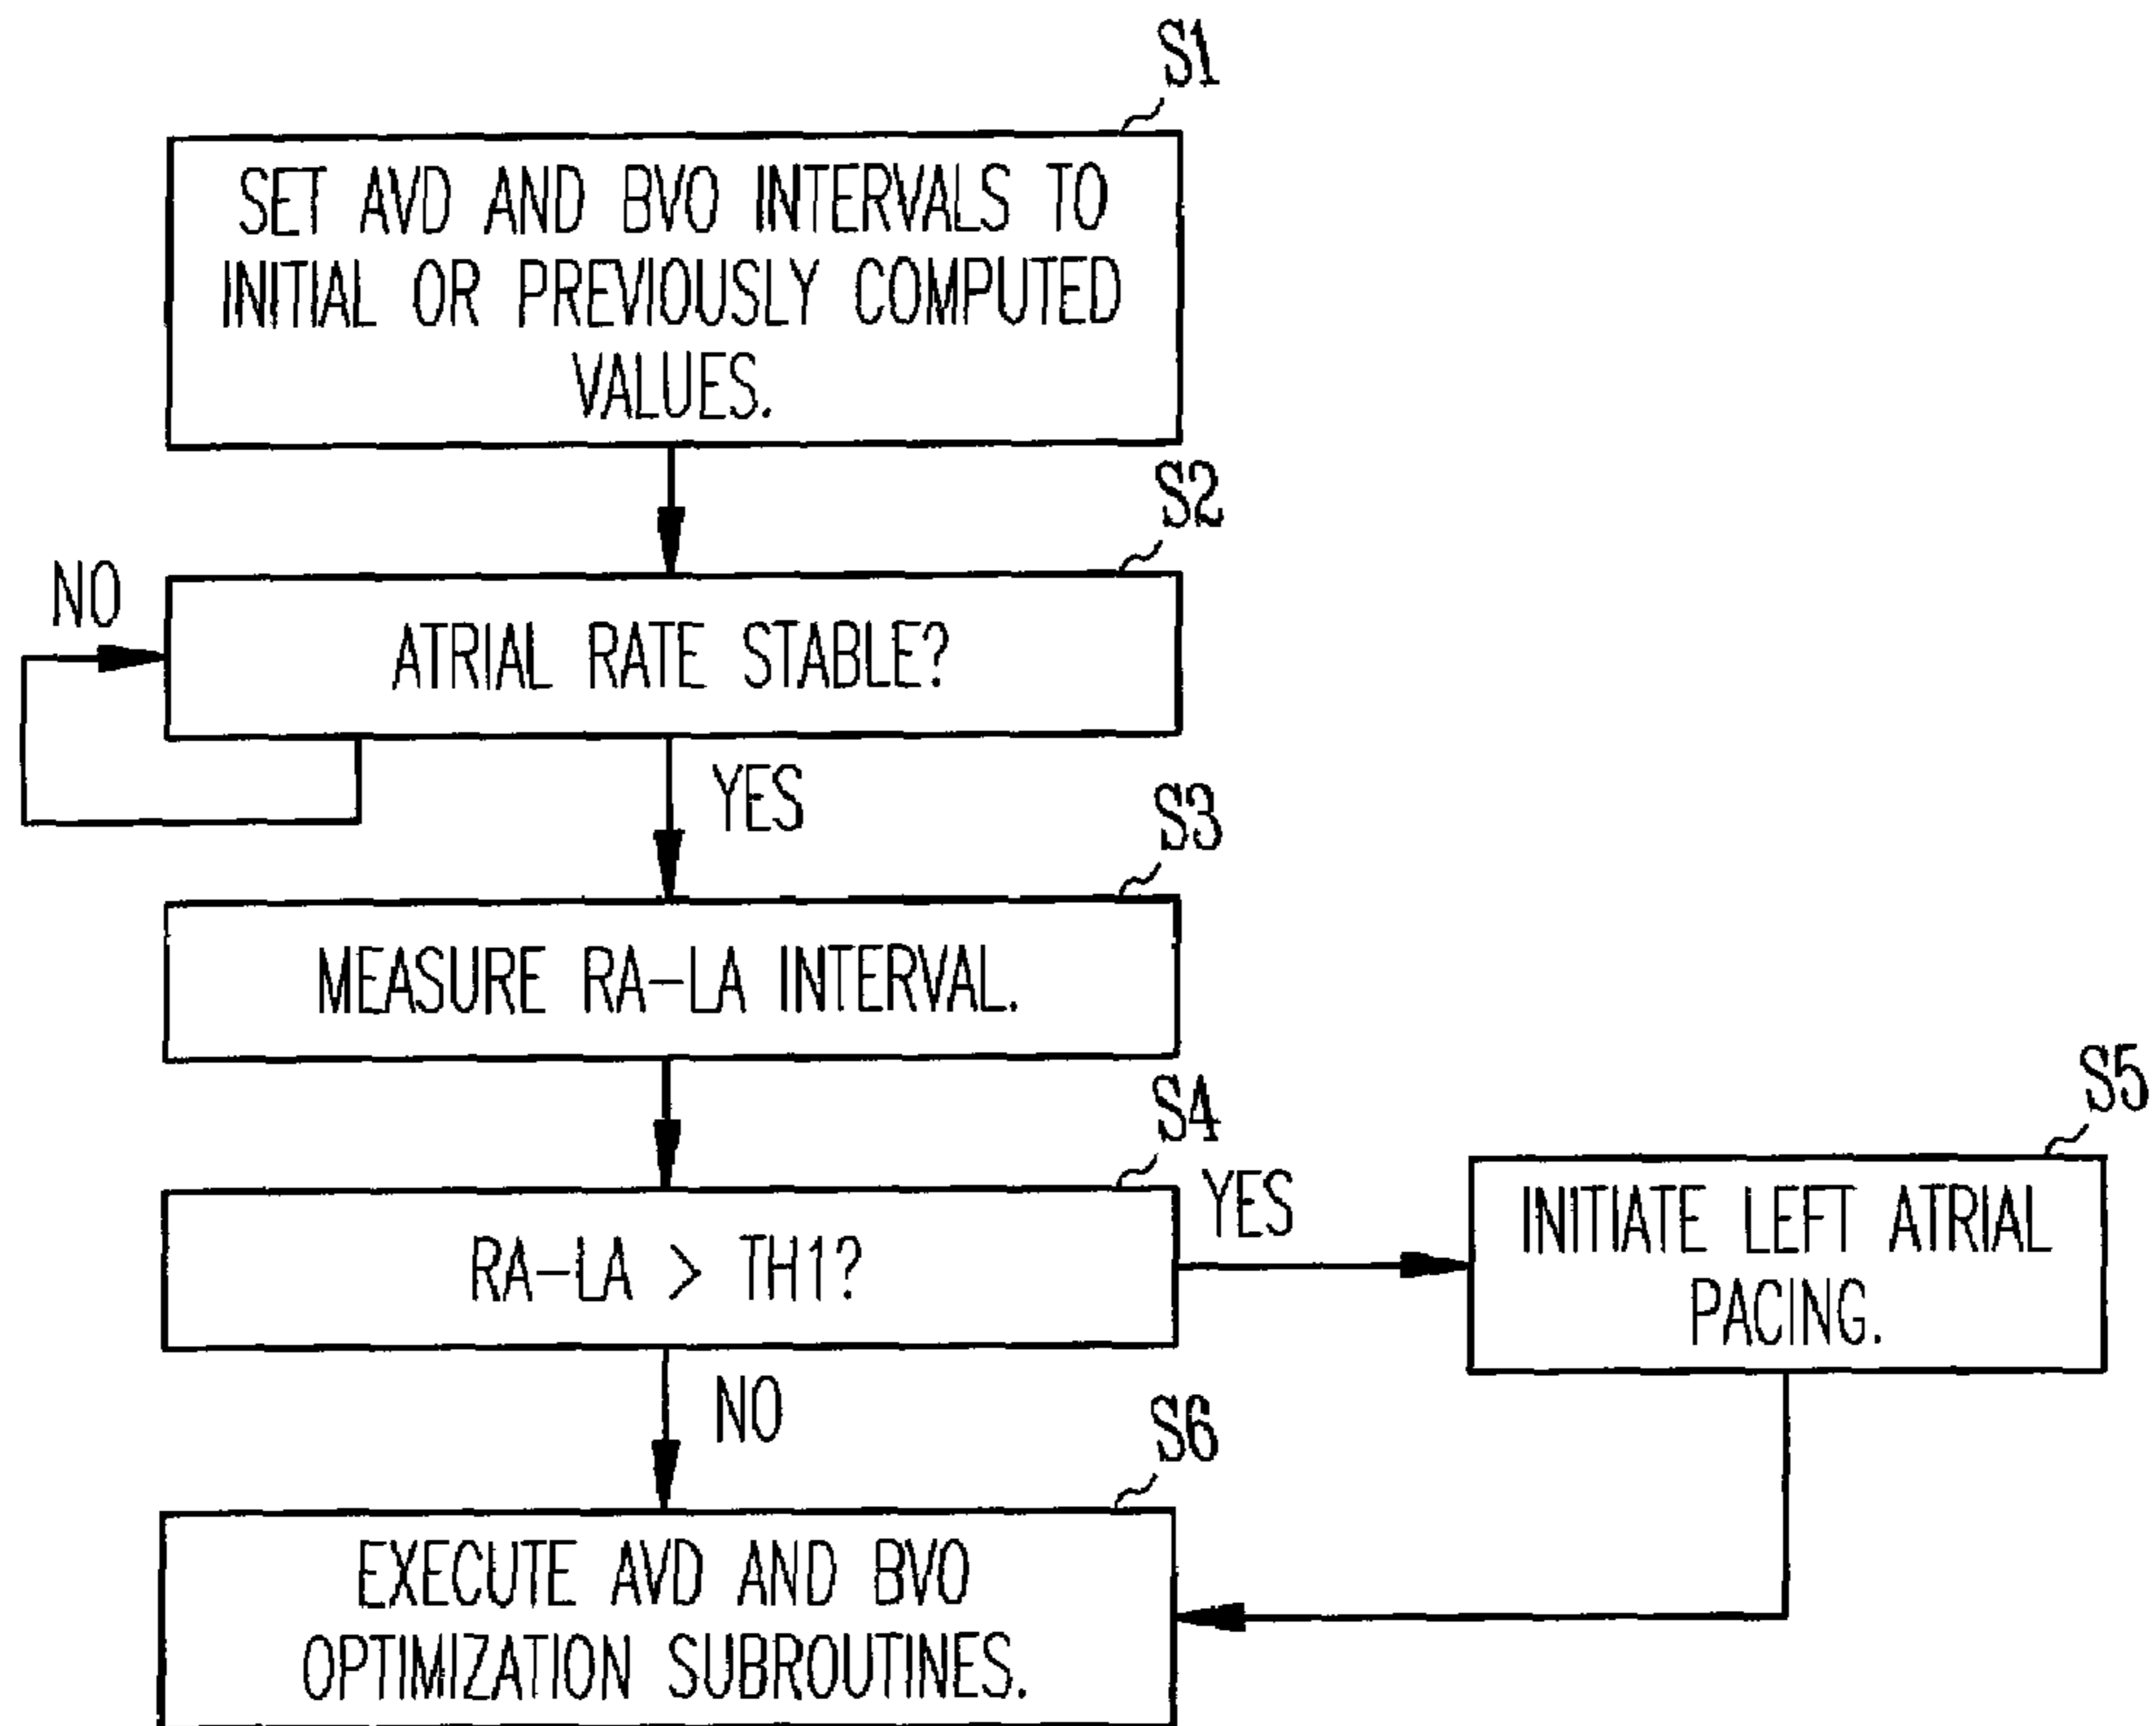 S1
SET AVD AND BVO INTERVALS TO
INITIAL OR PREVIOUSLY COMPUTED
VALUES.
S2
NO
ATRIAL RATE STABLE?
YES
S3
MEASURE RA-LA INTERVAL.
S4
RA-LA > TH1?
YES
S5
INITIATE LEFT ATRIAL
PACING.
NO
S6
EXECUTE AVD AND BVO
OPTIMIZATION SUBROUTINES.